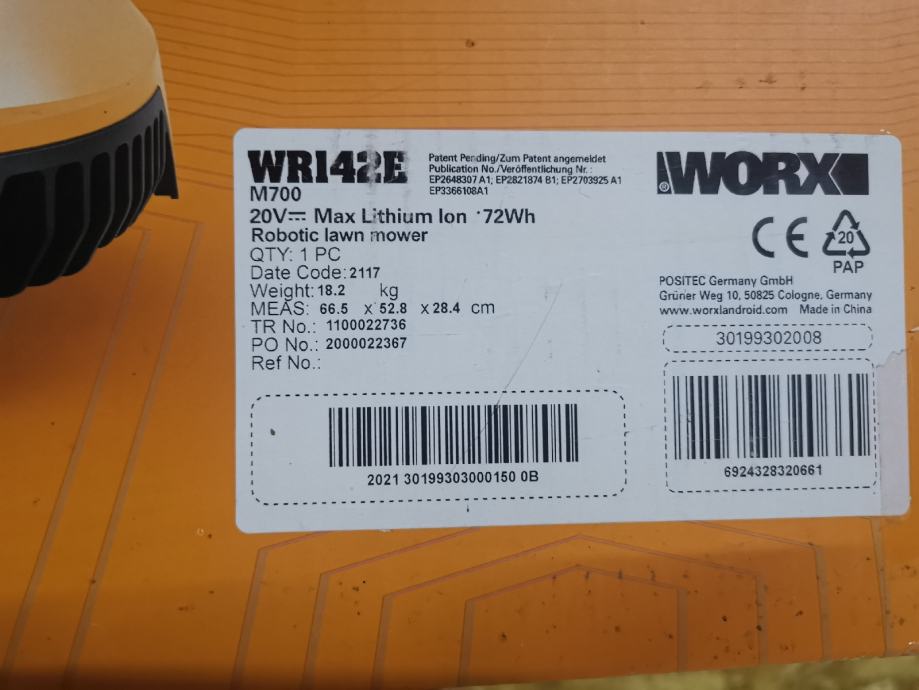 WR142E
M700
20V Max Lithium Ion 72Wh
Robotic lawn mower
QTY: 1 PC
Date Code: 2117
Weight: 18.2 kg
MEAS: 66.5 x 52.8 x 28.4 cm
TR No.: 1100022736
PO No.: 2000022367
Ref No.:
Patent Pending/Zum Patent angemeldet
Publication No./Veröffentlichung Nr.:
EP2648307 A1; EP2821874 B1; EP2703925 A1
EP3366108A1
®WORX
CE
20
PAP
POSITEC Germany GmbH
Grüner Weg 10, 50825 Cologne, Germany
www.worxlandroid.com Made in China
30199302008
2021 30199303000150 0B
6924328320661